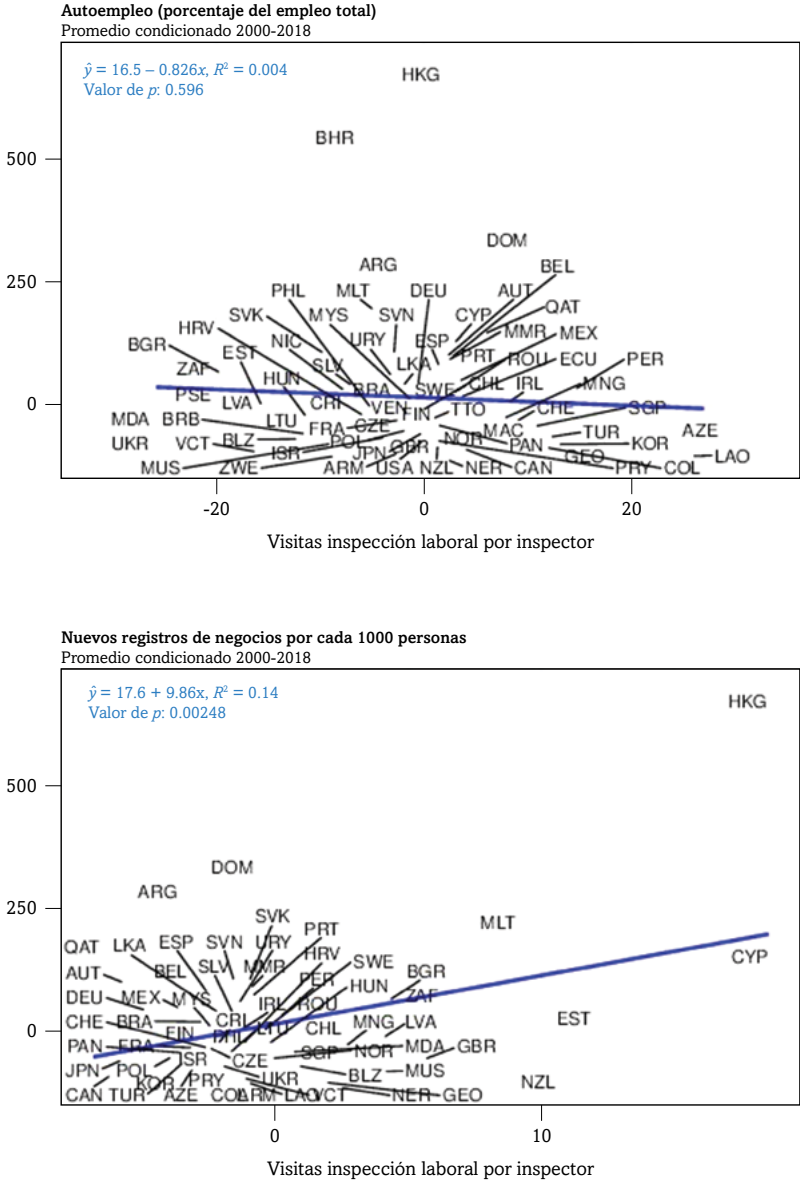 Autoempleo (porcentaje del empleo total)
Promedio condicionado 2000-2018
ŷ = 16.5 – 0.826x, R² = 0.004
Valor de p: 0.596
HKG
BHR
500
DOM
ARG BEL
250
PHL MLT DEU AUT
SVK MYS SVN CYP QAT
HRV
BGR NIC URY ESP MMR MEX
EST LKA PRT ROU ECU PER
ZAF SLV
HUN BRA SWE CHL IRL MNG
PSE LVA CRI VEN FIN TTO CHE SGP
0
MDA BRB LTU FRA CZE MAC TUR AZE
UKR VCT BLZ POL GBR NOR PAN KOR
ISR JPN GEO LAO
MUS ZWE ARM USA NZL NER CAN PRY COL
-20 0 20
Visitas inspección laboral por inspector
Nuevos registros de negocios por cada 1000 personas
Promedio condicionado 2000-2018
ŷ = 17.6 + 9.86x, R² = 0.14
Valor de p: 0.00248
HKG
500
DOM
ARG
250
SVK
PRT MLT
QAT LKA ESP SVN URY
HRV SWE CYP
AUT BEL SLV MMR BGR
PER HUN
DEU MEX MYS IRL ROU ZAF
CHE BRA CRI CHL MNG LVA EST
0
FIN PHL LTU
PAN FRA SGP NOR MDA GBR
ISR CZE
JPN POL BLZ MUS
KOR PRY UKR NZL
CAN TUR AZE COL ARM LAO VCT NER GEO
0 10
Visitas inspección laboral por inspector